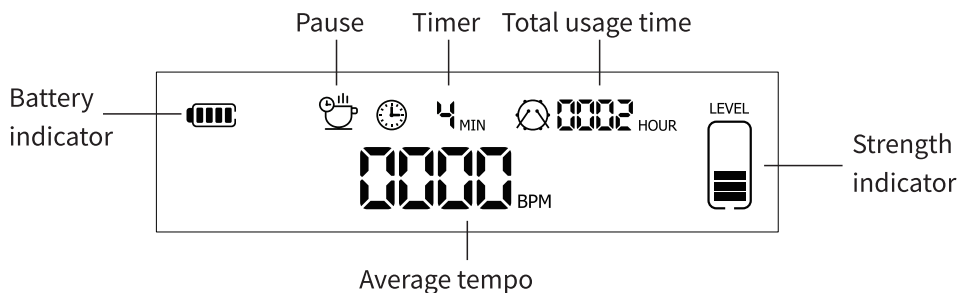 Pause Timer Total usage time
Battery
indicator
4 MIN 0002 HOUR LEVEL
0000 BPM
Strength
indicator
Average tempo